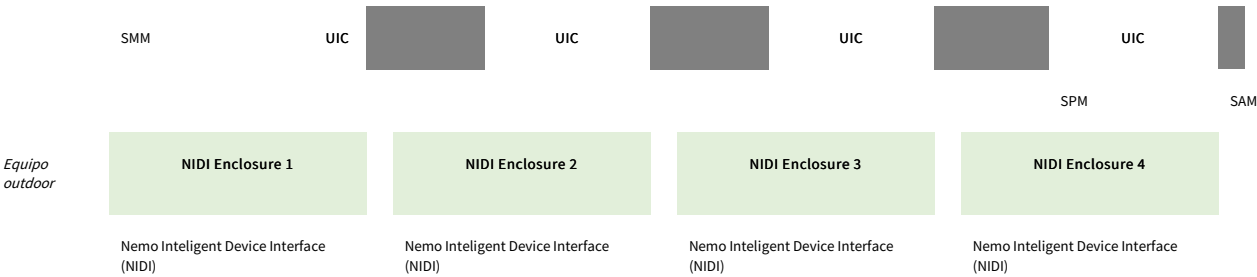 SMM UIC UIC UIC UIC
SPM SAM
Equipo
outdoor
NIDI Enclosure 1 NIDI Enclosure 2 NIDI Enclosure 3 NIDI Enclosure 4
Nemo Inteligent Device Interface
(NIDI)
Nemo Inteligent Device Interface
(NIDI)
Nemo Inteligent Device Interface
(NIDI)
Nemo Inteligent Device Interface
(NIDI)